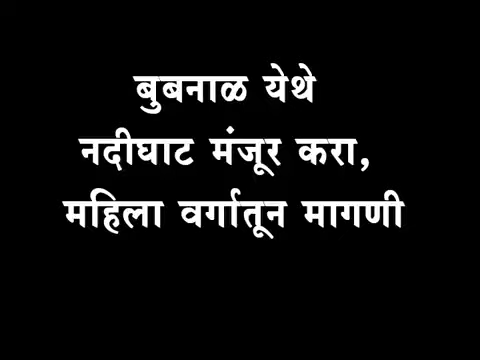 बुबनाळ येथे
नदीघाट मंजूर करा,
महिला वर्गातून मागणी